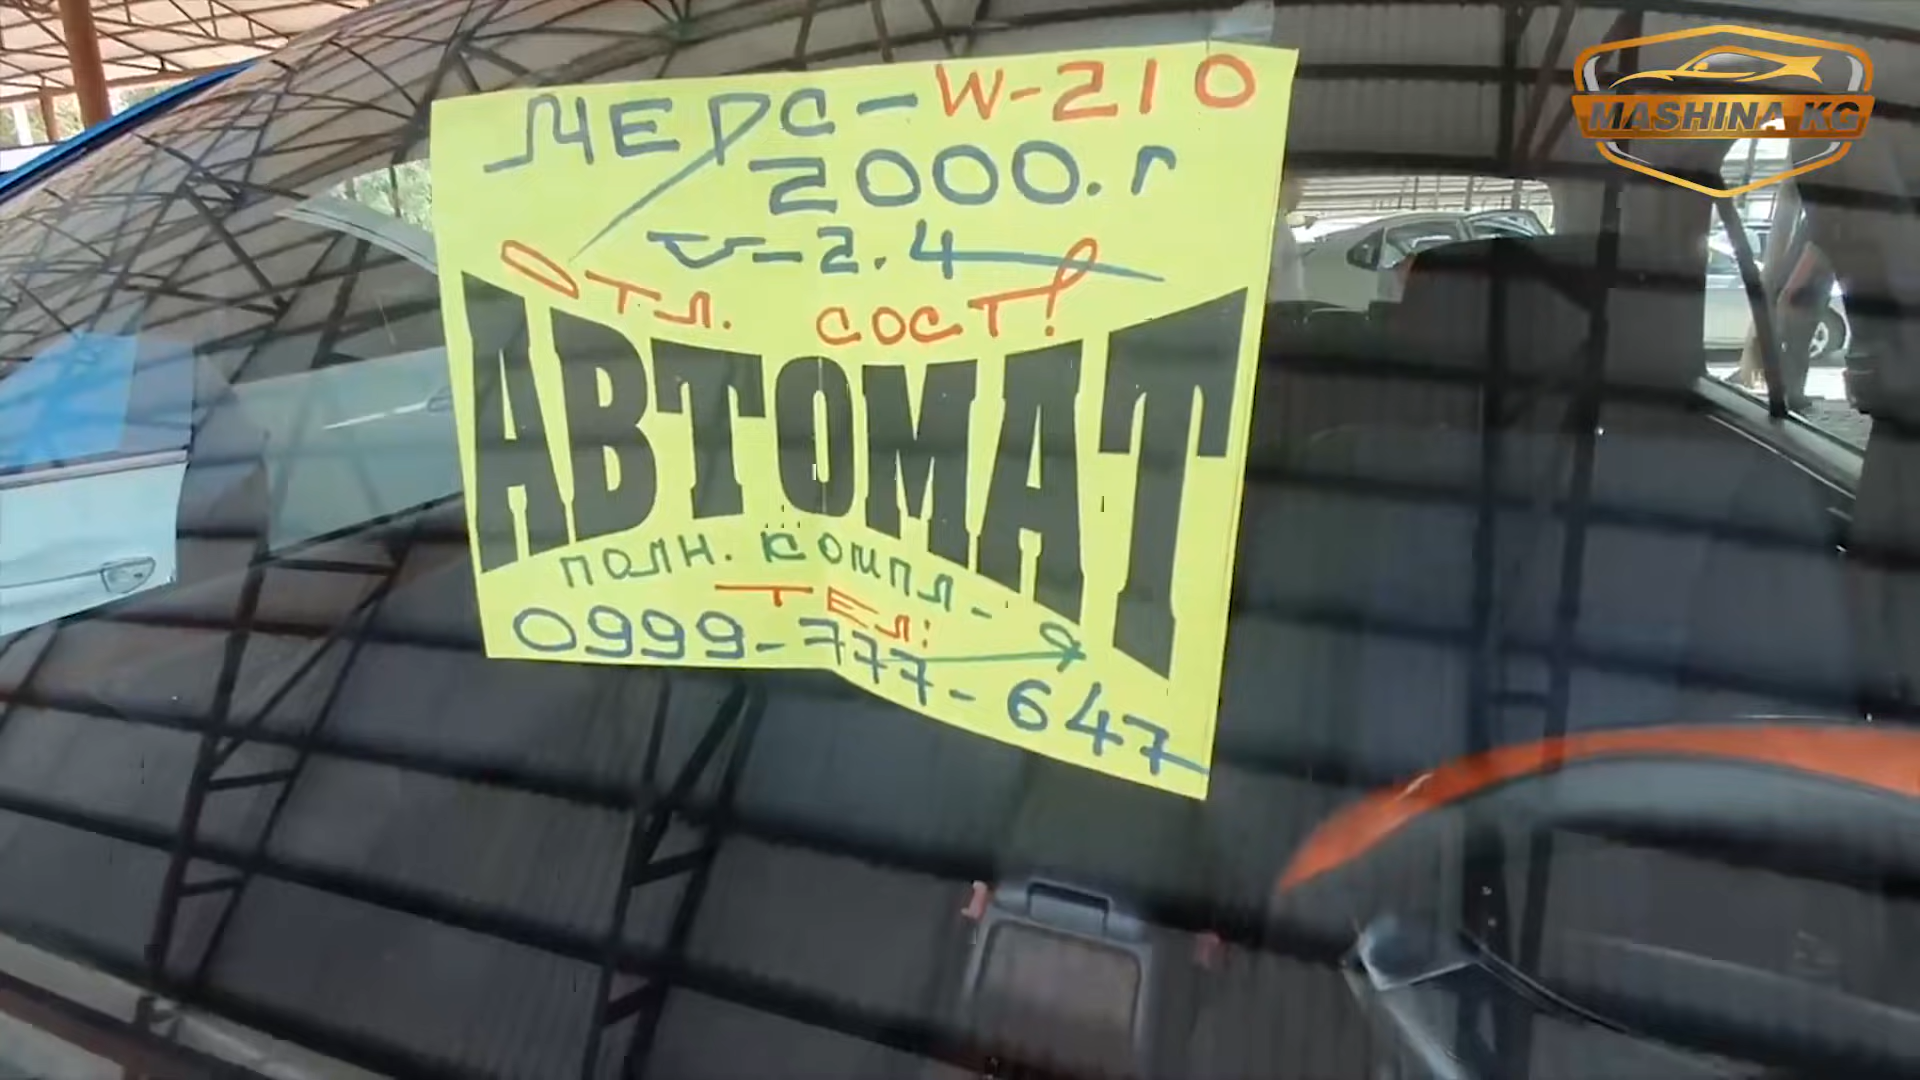 МЕРС-W-210
2000.г
V-2.4
ОТЛ. СОСТ!
АВТОМАТ
ПОЛН. КОМПЛ-Я
ТЕЛ:
0999-777-647
MASHINA KG